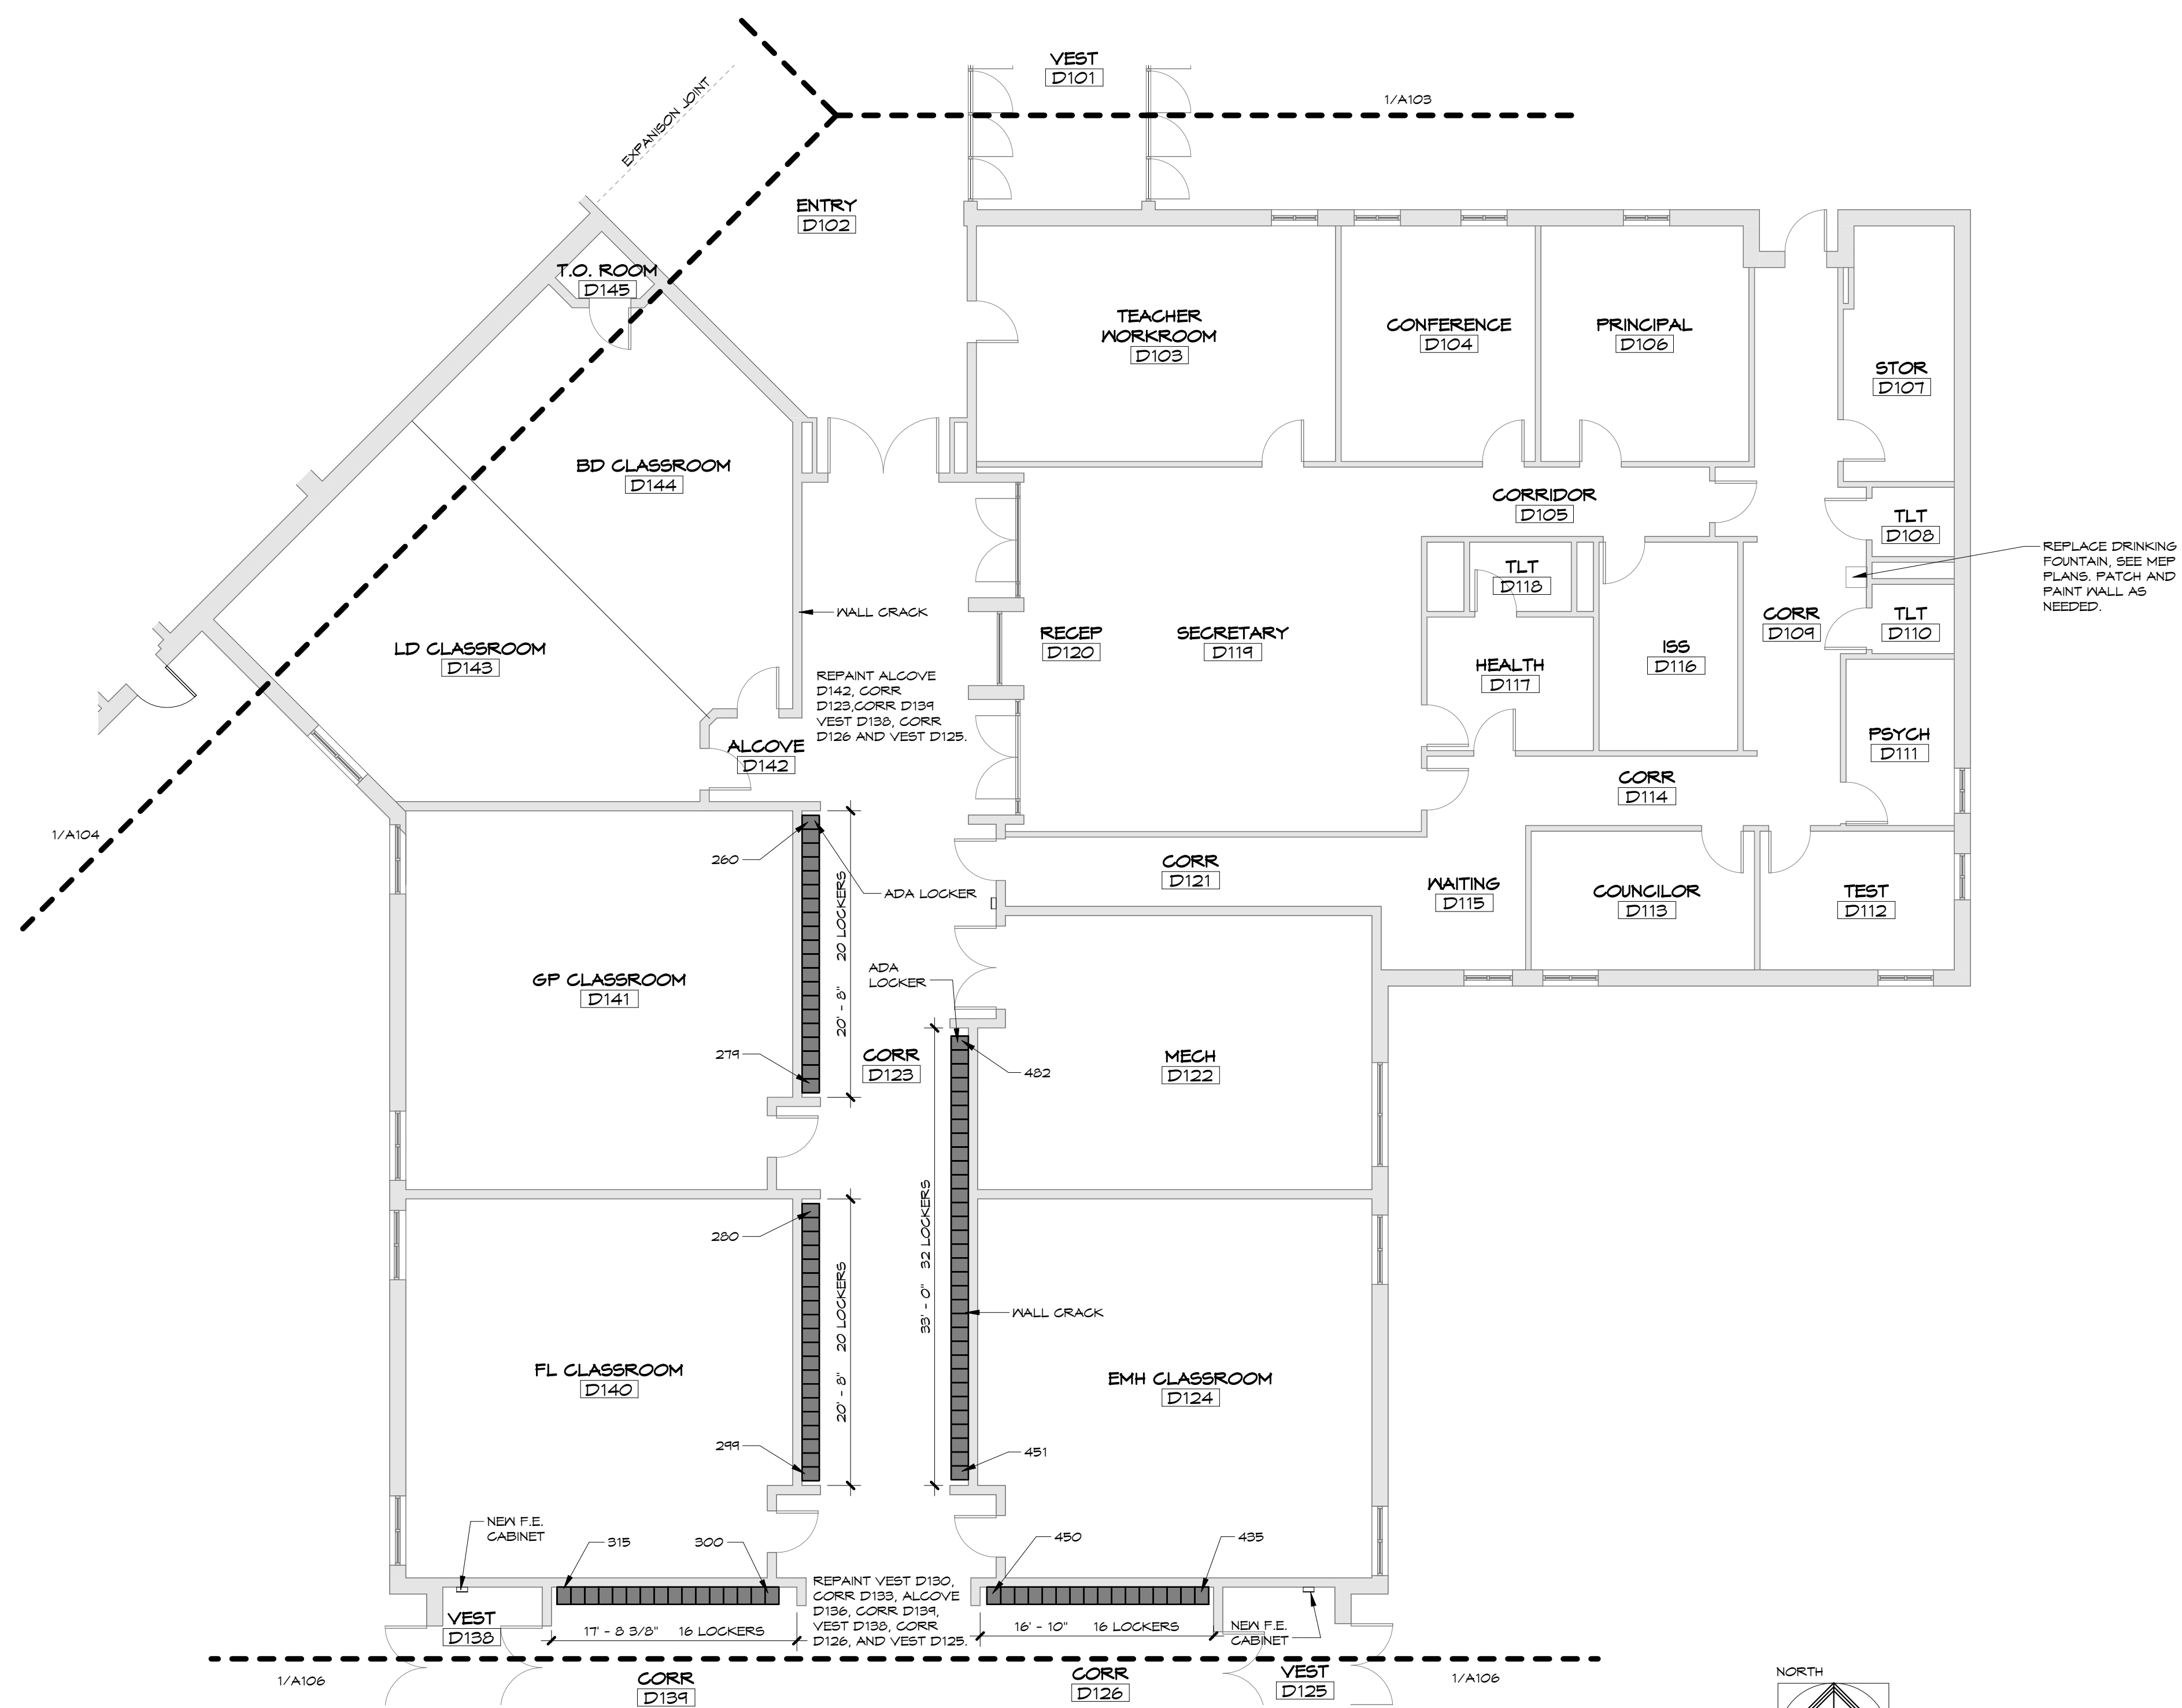 VEST
D101
1/A103
EXPANISON JOINT
ENTRY
D102
T.O. ROOM
D145
TEACHER
WORKROOM
D103
CONFERENCE
D104
PRINCIPAL
D106
STOR
D107
BD CLASSROOM
D144
CORRIDOR
D105
TLT
D108
REPLACE DRINKING
FOUNTAIN, SEE MEP
PLANS. PATCH AND
PAINT WALL AS
NEEDED.
TLT
D118
WALL CRACK
RECEP
D120
SECRETARY
D119
CORR
D109
TLT
D110
LD CLASSROOM
D143
ISS
D116
HEALTH
D117
REPAINT ALCOVE
D142, CORR
D123,CORR D139
VEST D138, CORR
D126 AND VEST D125.
ALCOVE
D142
PSYCH
D111
CORR
D114
1/A104
260
ADA LOCKER
20' - 8" 20 LOCKERS
CORR
D121
WAITING
D115
COUNCILOR
D113
TEST
D112
GP CLASSROOM
D141
ADA
LOCKER
279
CORR
D123
482
MECH
D122
280
20' - 8" 20 LOCKERS
33' - 0" 32 LOCKERS
WALL CRACK
FL CLASSROOM
D140
EMH CLASSROOM
D124
299
451
NEW F.E.
CABINET
315
300
450
435
REPAINT VEST D130,
CORR D133, ALCOVE
D136, CORR D139,
VEST D138, CORR
D126, AND VEST D125.
VEST
D138
17' - 8 3/8" 16 LOCKERS
16' - 10" 16 LOCKERS
NEW F.E.
CABINET
1/A106
CORR
D139
CORR
D126
VEST
D125
1/A106
NORTH